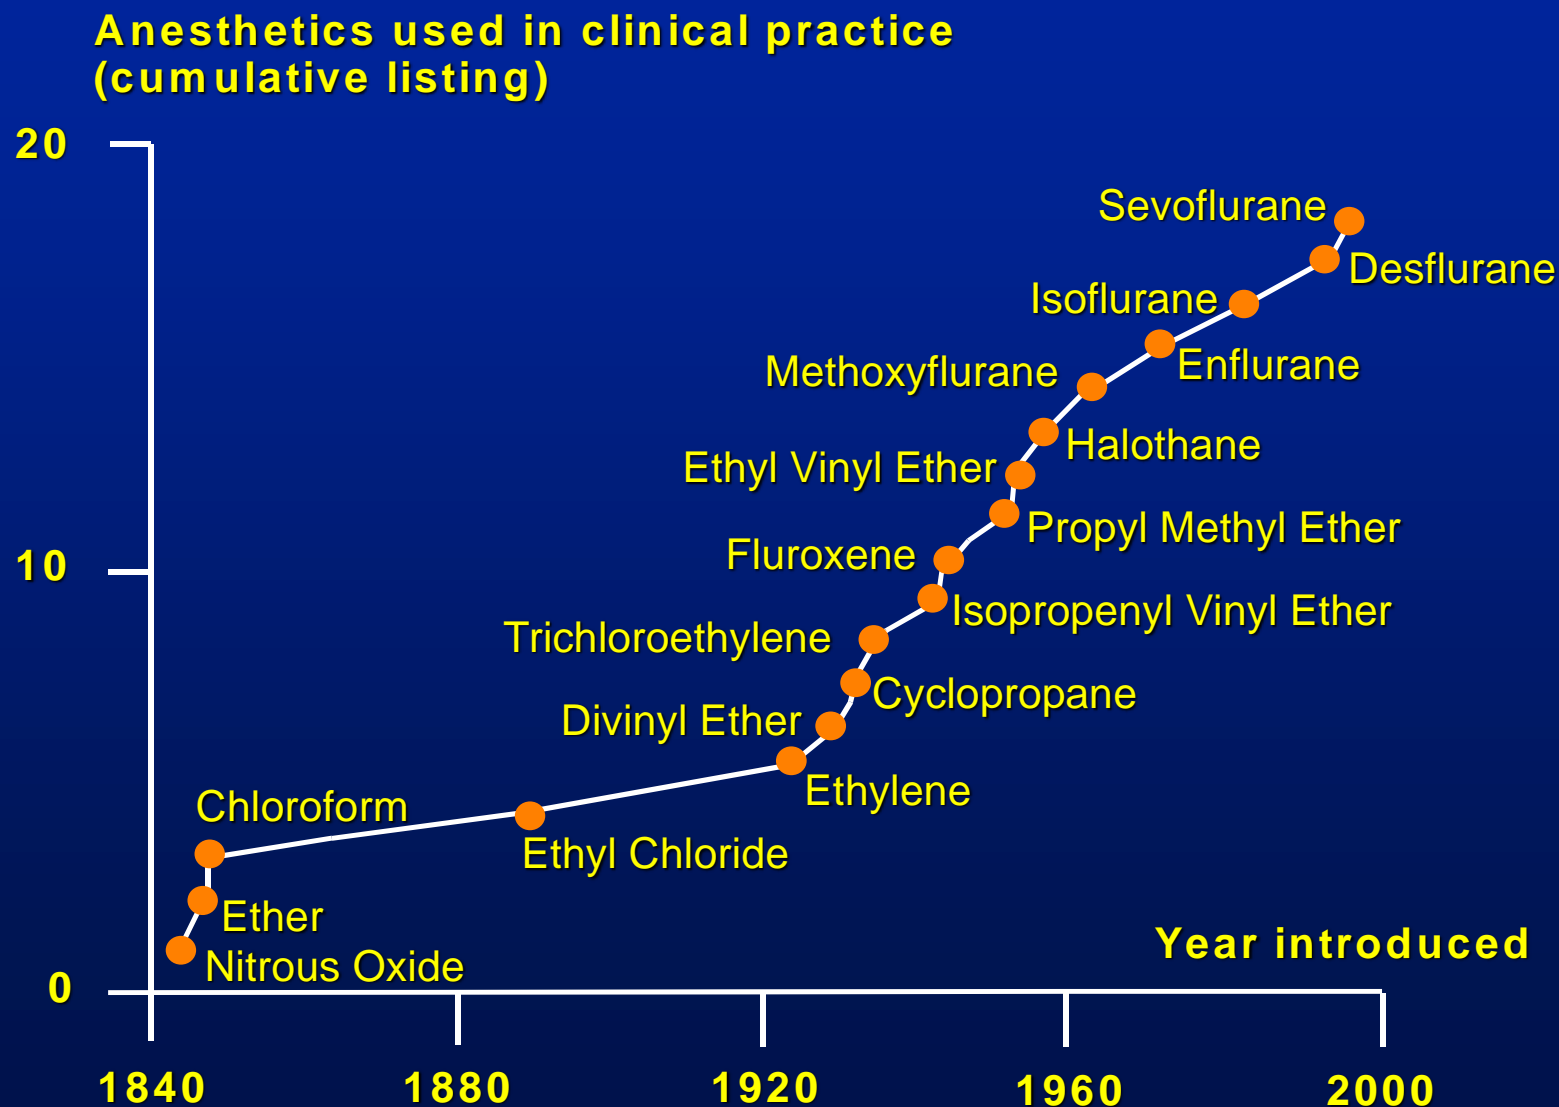 Anesthetics used in clinical practice
(cumulative listing)
20
Sevoflurane
Desflurane
Isoflurane
Enflurane
Methoxyflurane
Halothane
Ethyl Vinyl Ether
Propyl Methyl Ether
10
Fluroxene
Isopropenyl Vinyl Ether
Trichloroethylene
Cyclopropane
Divinyl Ether
Ethylene
Chloroform
Ethyl Chloride
Ether
Nitrous Oxide
Year introduced
0
1840 1880 1920 1960 2000